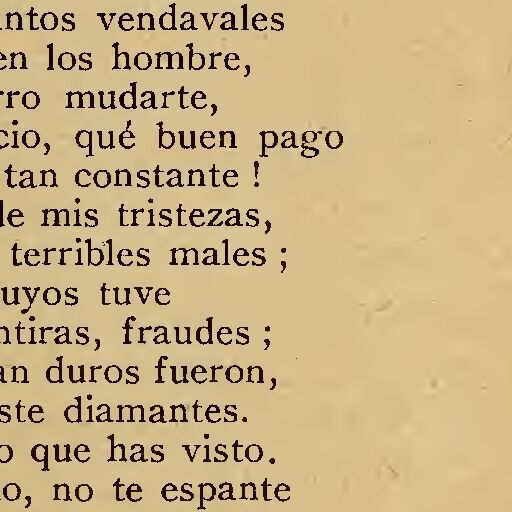 ntos vendavales
en los hombre,
rro mudarte,
cio, qué buen pago
tan constante !
de mis tristezas,
terribles males ;
uyos tuve
ntiras, fraudes ;
an duros fueron,
ste diamantes.
o que has visto.
o, no te espante